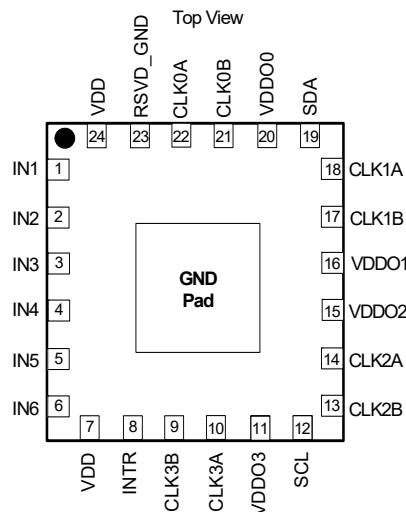 Top View
VDD
RSVD_GND
CLK0A
CLK0B
VDDO0
SDA
24
23
22
21
20
19
IN1
1
18
CLK1A
IN2
2
17
CLK1B
IN3
3
16
VDDO1
GND
Pad
IN4
4
15
VDDO2
IN5
5
14
CLK2A
IN6
6
13
CLK2B
7
8
9
10
11
12
VDD
INTR
CLK3B
CLK3A
VDDO3
SCL